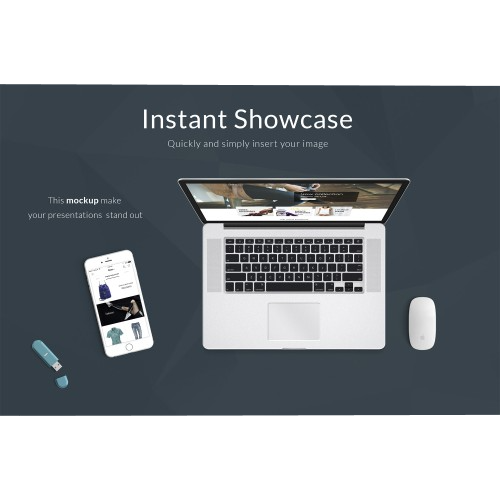 Instant Showcase
Quickly and simply insert your image
This mockup make
your presentations stand out